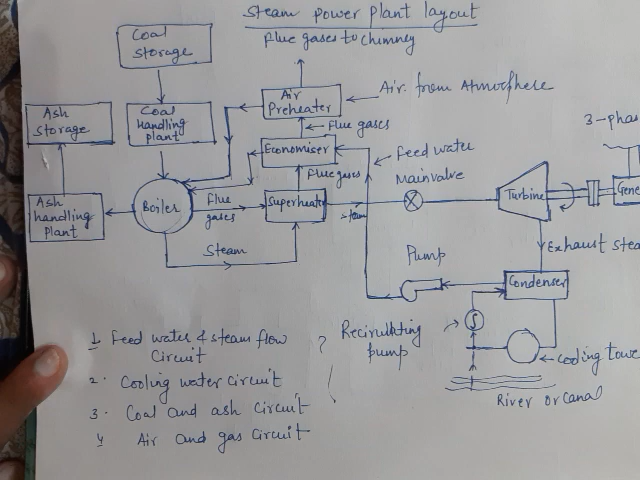 Steam power plant layout
Flue gases to chimney
Coal
Storage
Air
Preheater
Air from Atmosphere
Ash
Storage
Coal
Handling
plant
3-phas
Flue gases
Economiser
Feed water
Flue gases
Main valve
Ash
handling
plant
Boiler
Flue
gases
Superheater
Steam
Turbine
Gene
Steam
Pump
Exhaust Stea
Condenser
1 Feed water & steam flow
Circuit
2. Cooling water circuit
3. Coal and ash circuit
4 Air and gas circuit
Recirculating
pump
Cooling towe
River or Canal